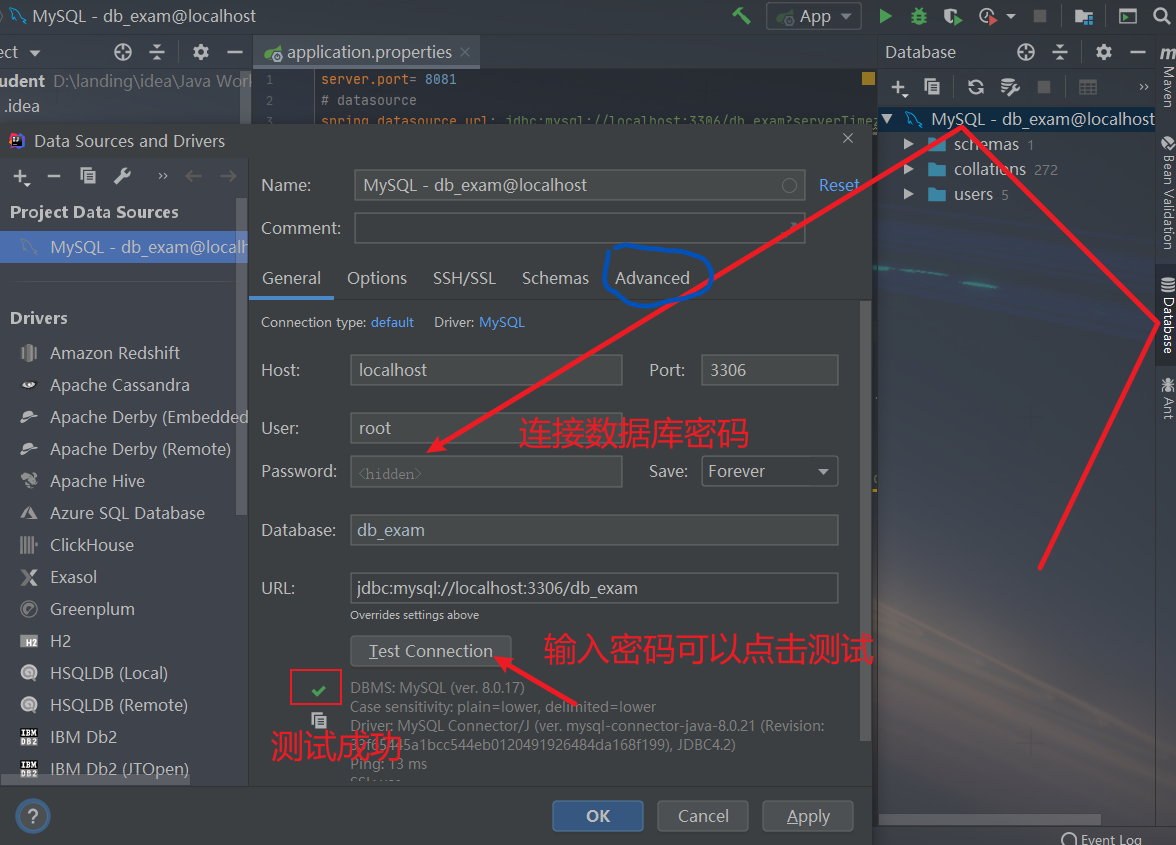 MySQL - db_exam@localhost
App
ect
application.properties
Database
udent D:\landing\idea\Java Wor
.idea
1 server.port= 8081
2 # datasource
3 spring.datasource.url: jdbc:mysql://localhost:3306/db_exam?serverTimez
MySQL - db_exam@localhost
schemas 1
collations 272
users 5
m
Maven
Bean Validation
Database
Ant
Data Sources and Drivers
Project Data Sources
MySQL - db_exam@localh
Drivers
Amazon Redshift
Apache Cassandra
Apache Derby (Embedded
Apache Derby (Remote)
Apache Hive
Azure SQL Database
ClickHouse
Exasol
Greenplum
H2
HSQLDB (Local)
HSQLDB (Remote)
IBM Db2
IBM Db2 (JTOpen)
Name: MySQL - db_exam@localhost Reset
Comment:
General Options SSH/SSL Schemas Advanced
Connection type: default Driver: MySQL
Host: localhost Port: 3306
User: root
连接数据库密码
Password: <hidden> Save: Forever
Database: db_exam
URL: jdbc:mysql://localhost:3306/db_exam
Overrides settings above
Test Connection
输入密码可以点击测试
DBMS: MySQL (ver. 8.0.17)
Case sensitivity: plain=lower, delimited=lower
Driver: MySQL Connector/J (ver. mysql-connector-java-8.0.21 (Revision:
33f65445a1bcc544eb0120491926484da168f199), JDBC4.2)
测试成功
Ping: 13 ms
?
OK Cancel Apply
Event Log